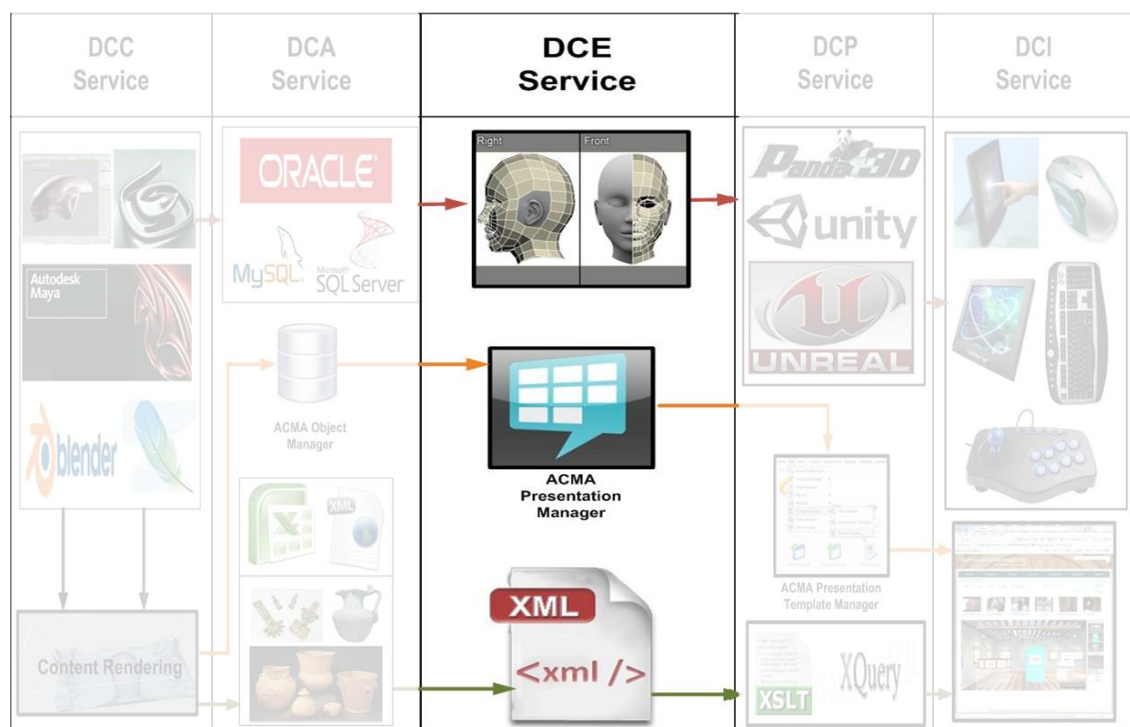 DCC
Service
DCA
Service
DCE
Service
DCP
Service
DCI
Service
Autodesk
Maya
blender
Content Rendering
ORACLE
MySQL
Microsoft
SQL Server
ACMA Object
Manager
XML
Right
Front
ACMA
Presentation
Manager
XML
<xml />
Panda3D
unity
UNREAL
ACMA Presentation
Template Manager
XSLT
XQuery